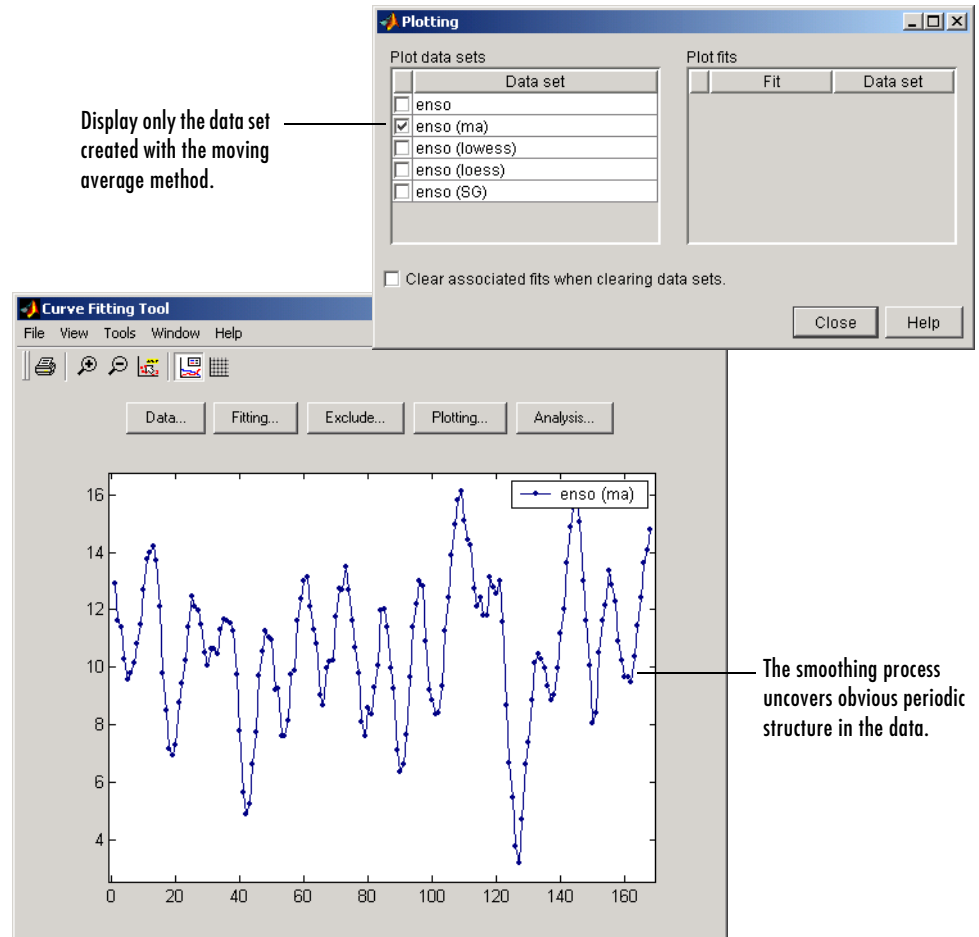 Plotting
Plot data sets
Plot fits
Data set
Fit
Data set
enso
enso (ma)
enso (lowess)
enso (loess)
enso (SG)
Clear associated fits when clearing data sets.
Close
Help
Display only the data set
created with the moving
average method.
Curve Fitting Tool
File View Tools Window Help
Data...
Fitting...
Exclude...
Plotting...
Analysis...
enso (ma)
16
14
12
10
8
6
4
0 20 40 60 80 100 120 140 160
The smoothing process
uncovers obvious periodic
structure in the data.